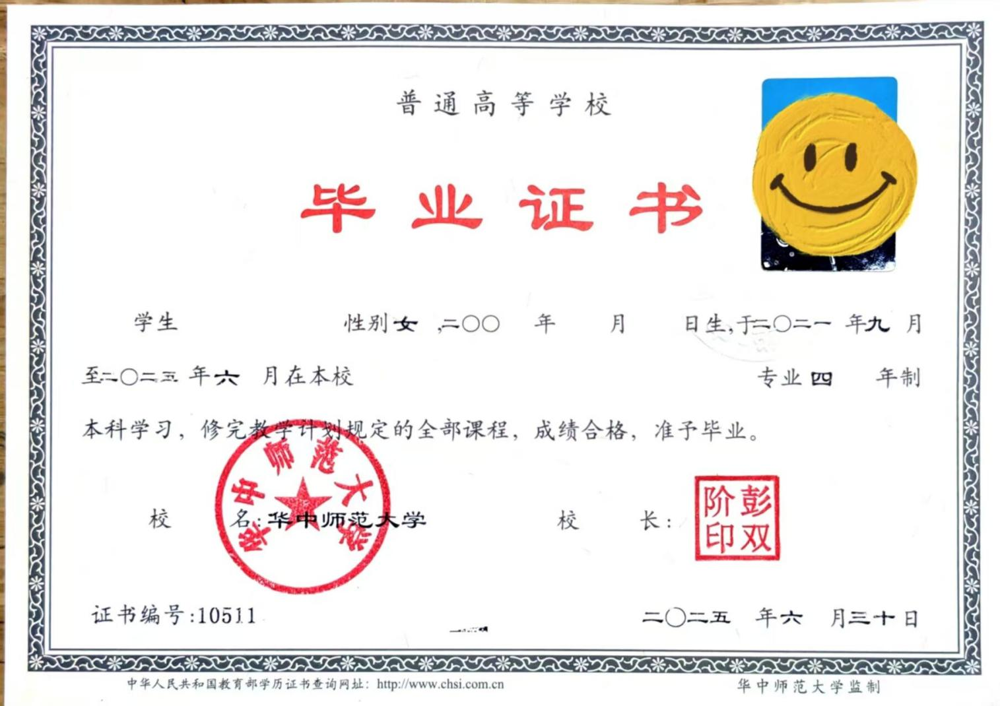 普通高等学校
毕业证书
学生 性别女 ,二〇〇 年 月 日生,于二〇二一 年九 月
至二〇二五 年六 月在本校 专业四 年制
本科学习，修完教学计划规定的全部课程，成绩合格，准予毕业。
华中师范大学
校 名:华中师范大学 校 长:
彭双阶印
证书编号:10511 二〇二五 年六 月三十日
中华人民共和国教育部学历证书查询网址：http://www.chsi.com.cn 华中师范大学监制